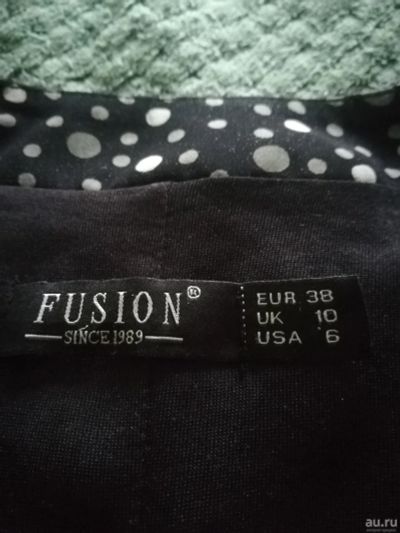 FUSION®
SINCE 1989
EUR 38
UK 10
USA 6
au.ru